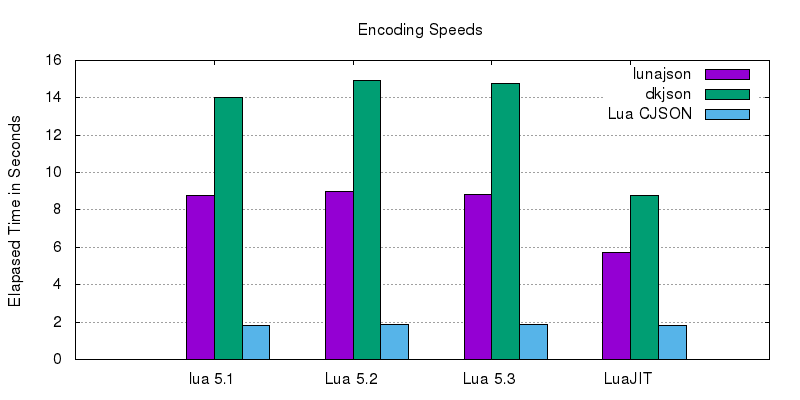 Encoding Speeds
16
14
12
10
8
6
4
2
0
Elapased Time in Seconds
lunajson
dkjson
Lua CJSON
lua 5.1
Lua 5.2
Lua 5.3
LuaJIT